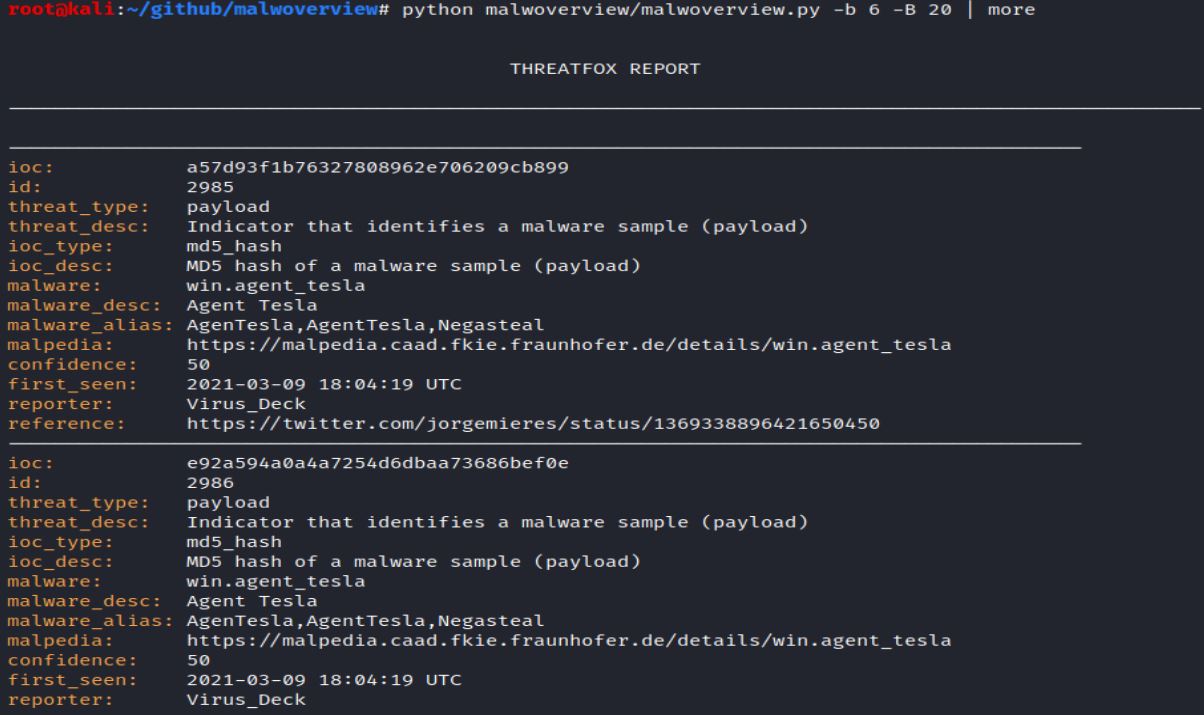 root@kali:~/github/malwoverview# python malwoverview/malwoverview.py -b 6 -B 20 | more
THREATFOX REPORT
ioc: a57d93f1b76327808962e706209cb899
id: 2985
threat_type: payload
threat_desc: Indicator that identifies a malware sample (payload)
ioc_type: md5_hash
ioc_desc: MD5 hash of a malware sample (payload)
malware: win.agent_tesla
malware_desc: Agent Tesla
malware_alias: AgenTesla,AgentTesla,Negasteal
malpedia: https://malpedia.caad.fkie.fraunhofer.de/details/win.agent_tesla
confidence: 50
first_seen: 2021-03-09 18:04:19 UTC
reporter: Virus_Deck
reference: https://twitter.com/jorgemieres/status/1369338896421650450
ioc: e92a594a0a4a7254d6dbaa73686bef0e
id: 2986
threat_type: payload
threat_desc: Indicator that identifies a malware sample (payload)
ioc_type: md5_hash
ioc_desc: MD5 hash of a malware sample (payload)
malware: win.agent_tesla
malware_desc: Agent Tesla
malware_alias: AgenTesla,AgentTesla,Negasteal
malpedia: https://malpedia.caad.fkie.fraunhofer.de/details/win.agent_tesla
confidence: 50
first_seen: 2021-03-09 18:04:19 UTC
reporter: Virus_Deck